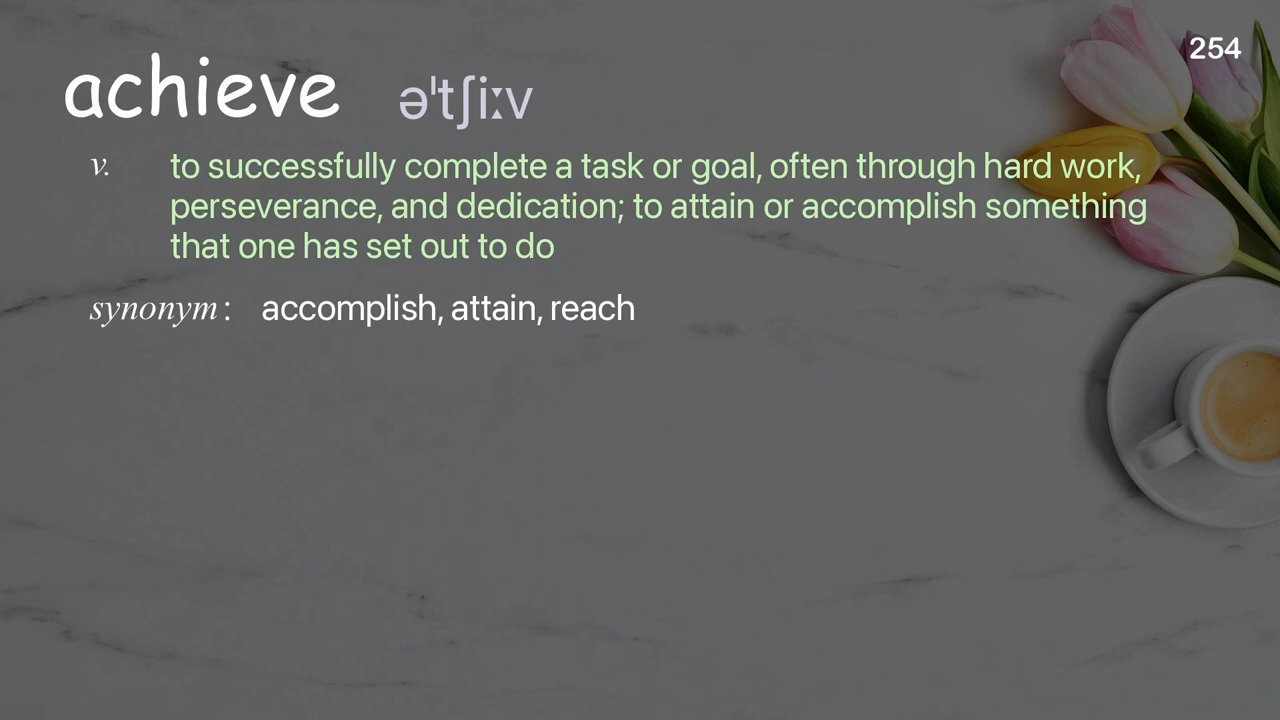 254
achieve əˈtʃiːv
v. to successfully complete a task or goal, often through hard work,
perseverance, and dedication; to attain or accomplish something
that one has set out to do
synonym: accomplish, attain, reach